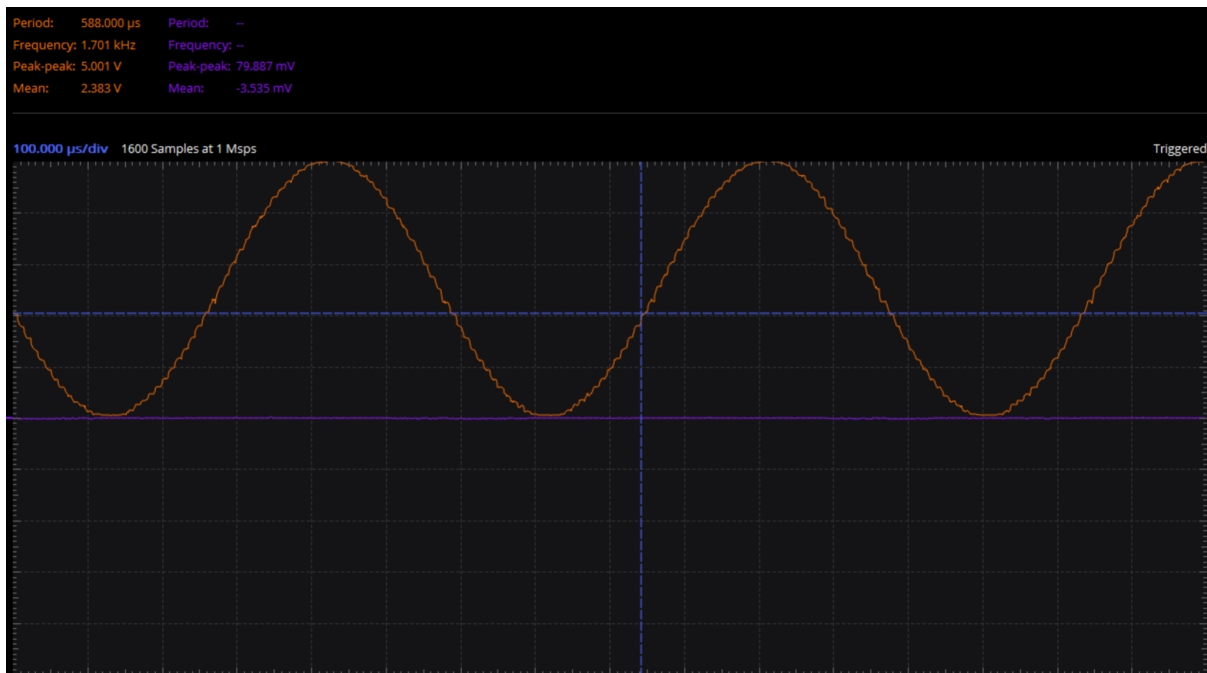 Period: 588.000 µs Period: --
Frequency: 1.701 kHz Frequency: --
Peak-peak: 5.001 V Peak-peak: 79.887 mV
Mean: 2.383 V Mean: -3.535 mV
100.000 µs/div 1600 Samples at 1 Msps Triggered